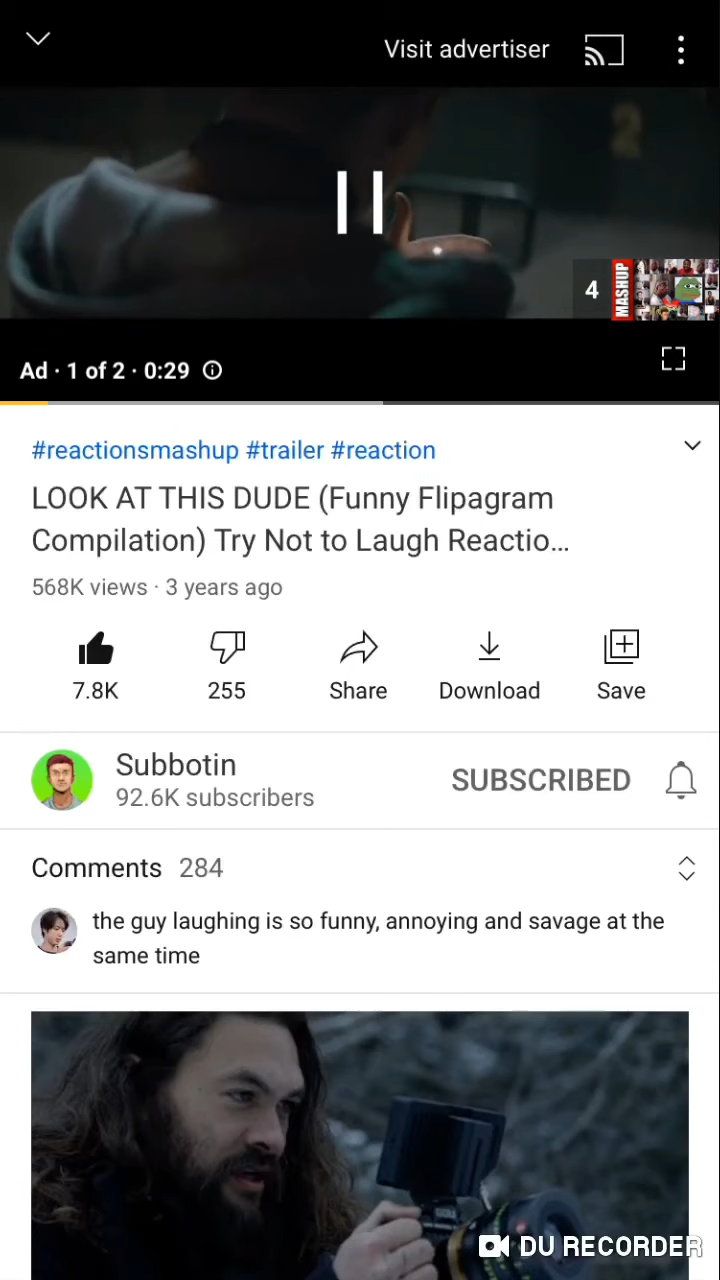 Visit advertiser
2
4
MASHUP
Ad · 1 of 2 · 0:29
#reactionsmashup #trailer #reaction
LOOK AT THIS DUDE (Funny Flipagram
Compilation) Try Not to Laugh Reactio...
568K views · 3 years ago
7.8K
255
Share
Download
Save
Subbotin
92.6K subscribers
SUBSCRIBED
Comments 284
the guy laughing is so funny, annoying and savage at the
same time
DU RECORDER